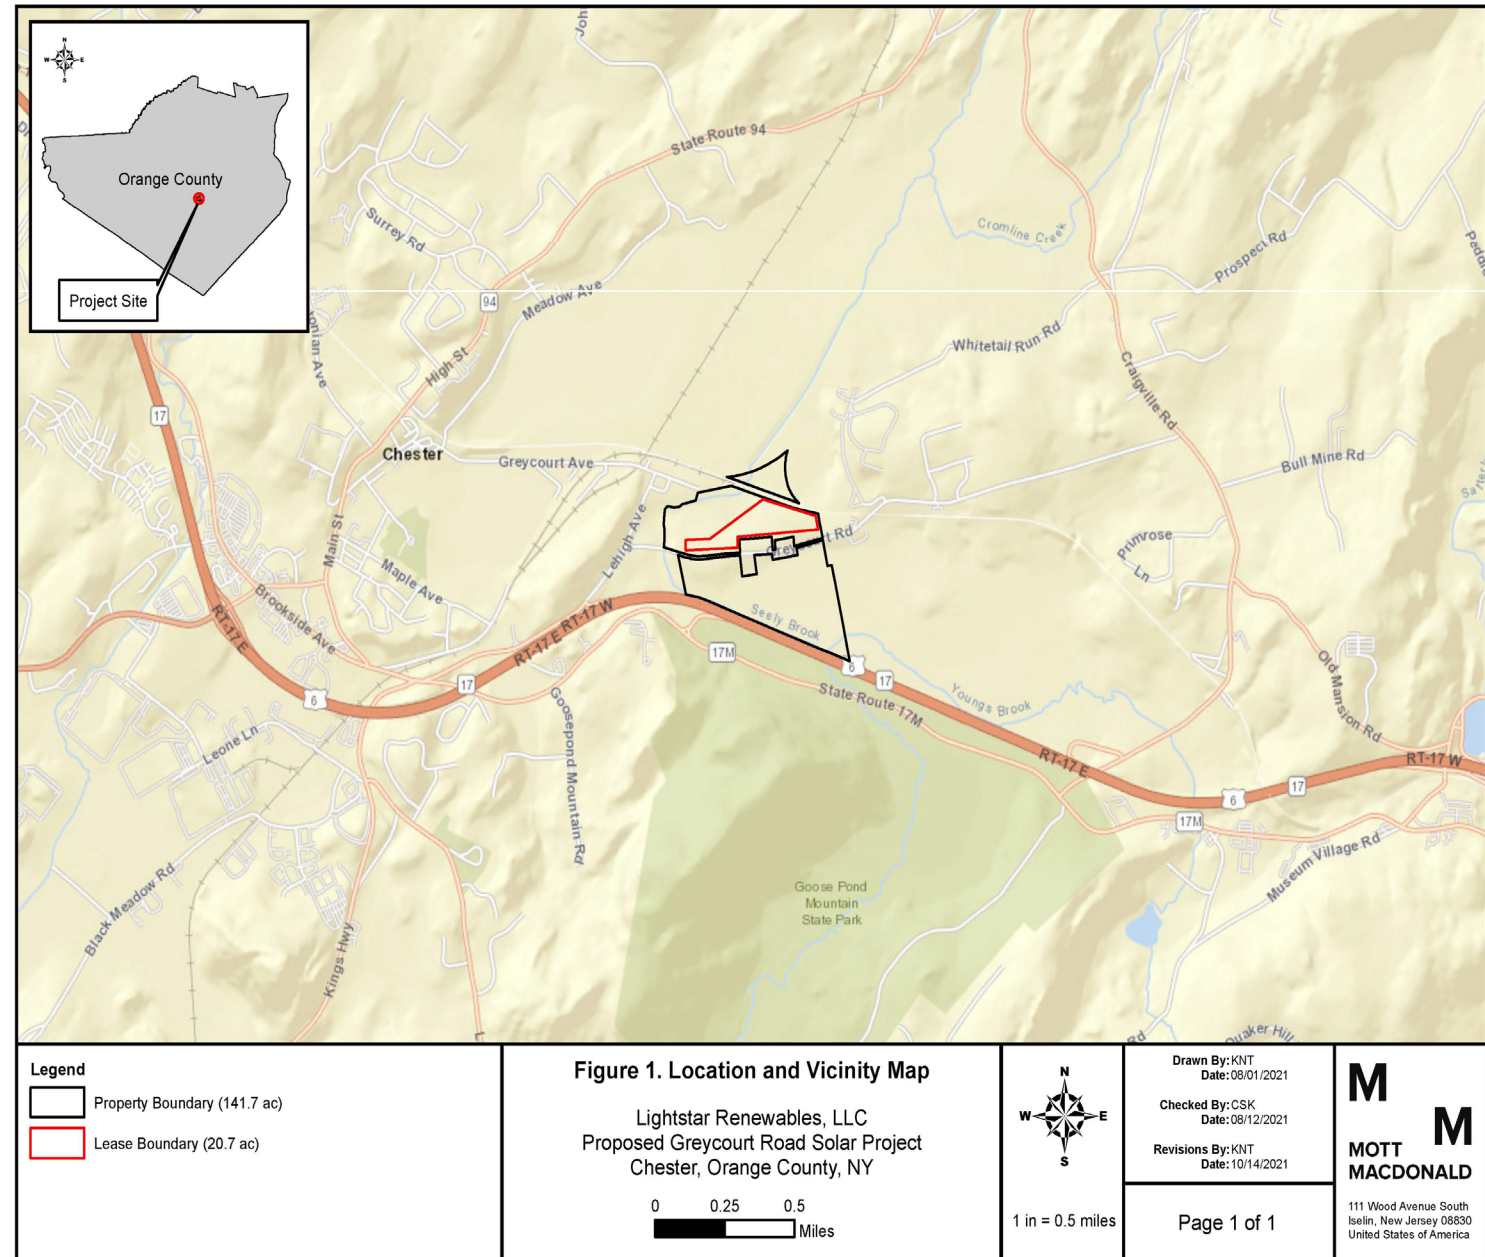 N
W E
S
Orange County
Project Site
Joh
State Route 94
Surrey Rd
Cromline Creek
Prospect Rd
94
Meadow Ave
onian Ave
Whitetail Run Rd
High St
Craigville Rd
17
Chester
Greycourt Ave
Bull Mine Rd
Main St
Lehigh Ave
Greycourt Rd
Primrose
Ln
Maple Ave
Brookside Ave
RT-17 E
RT-17 E RT-17 W
Seely Brook
17M
6
17
Old Mansion Rd
17
6
State Route 17M
Youngs Brook
Leone Ln
Goosepond Mountain Rd
RT-17 E
RT-17 W
17
6
17M
Museum Village Rd
Black Meadow Rd
Goose Pond
Mountain
State Park
Kings Hwy
Rd
Quaker Hill
L
Legend
Property Boundary (141.7 ac)
Lease Boundary (20.7 ac)
Figure 1. Location and Vicinity Map
Lightstar Renewables, LLC
Proposed Greycourt Road Solar Project
Chester, Orange County, NY
0 0.25 0.5
Miles
N
W E
S
1 in = 0.5 miles
Drawn By: KNT
Date: 08/01/2021
Checked By: CSK
Date: 08/12/2021
Revisions By: KNT
Date: 10/14/2021
Page 1 of 1
M
M
MOTT
MACDONALD
111 Wood Avenue South
Iselin, New Jersey 08830
United States of America